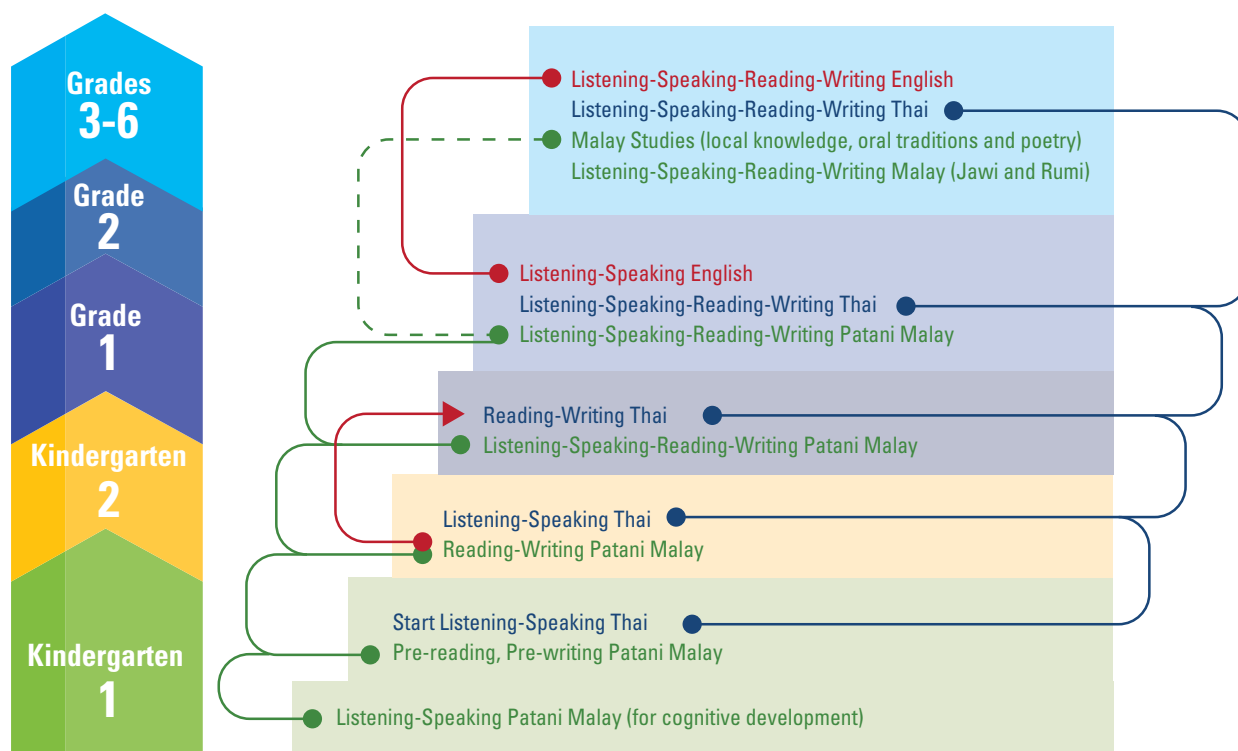 Grades
3-6
Grade
2
Grade
1
Kindergarten
2
Kindergarten
1
Listening-Speaking-Reading-Writing English
Listening-Speaking-Reading-Writing Thai
Malay Studies (local knowledge, oral traditions and poetry)
Listening-Speaking-Reading-Writing Malay (Jawi and Rumi)
Listening-Speaking English
Listening-Speaking-Reading-Writing Thai
Listening-Speaking-Reading-Writing Patani Malay
Reading-Writing Thai
Listening-Speaking-Reading-Writing Patani Malay
Listening-Speaking Thai
Reading-Writing Patani Malay
Start Listening-Speaking Thai
Pre-reading, Pre-writing Patani Malay
Listening-Speaking Patani Malay (for cognitive development)